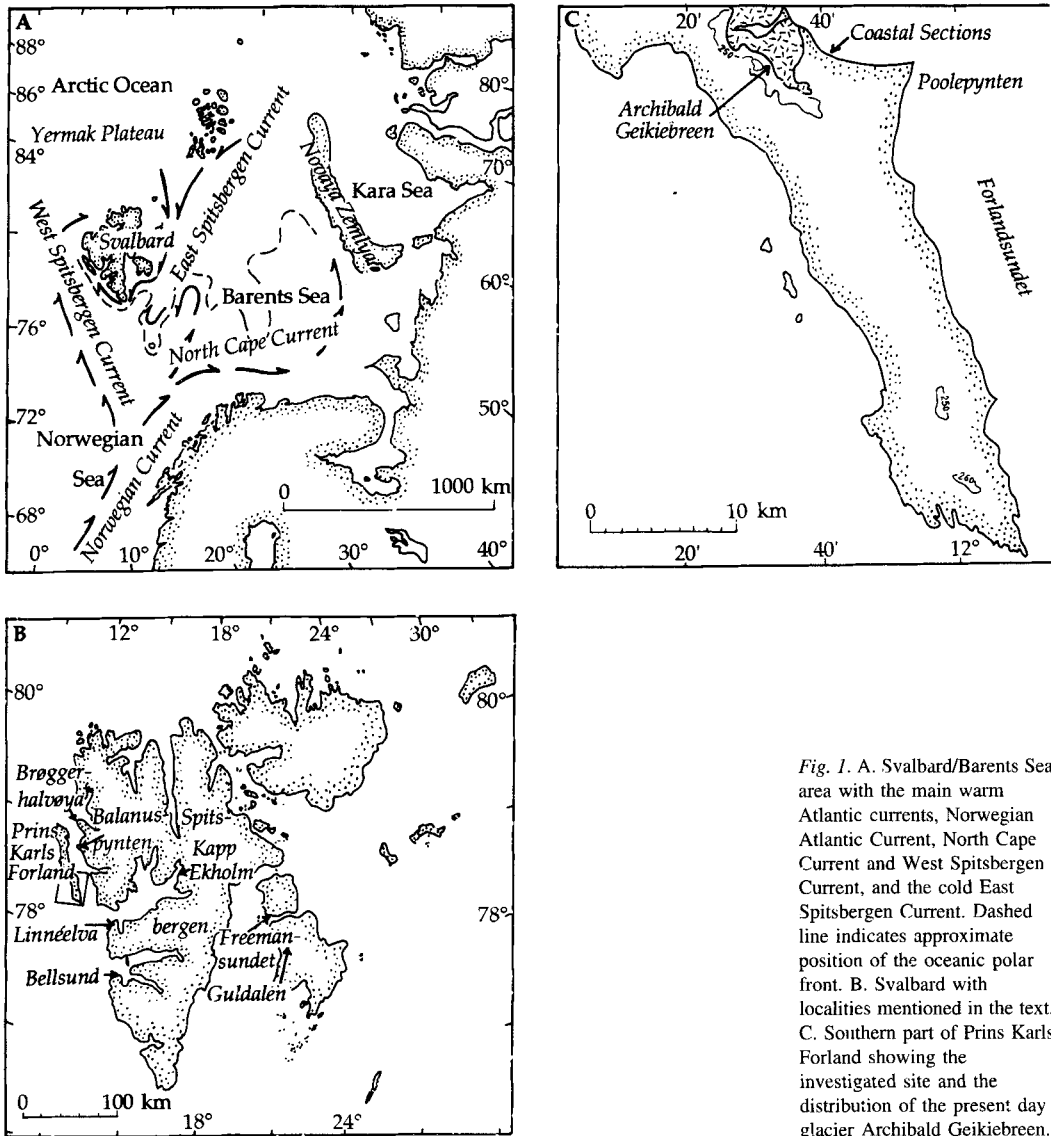 A
88°
Arctic Ocean
86°
Yermak Plateau
84°
80°
70°
Novaya Zemlya
Kara Sea
East Spitsbergen Current
West Spitsbergen Current
Svalbard
60°
Barents Sea
76°
North Cape Current
72°
50°
Norwegian
Sea
Norwegian Current
0
1000 km
68°
0°
10°
20°
30°
40°
C
20'
40'
Coastal Sections
250
Poolepynten
Archibald
Geikiebreen
Forlandsundet
250
260
0
10 km
20'
40'
12°
B
12°
18°
24°
30°
80°
80°
Brøgger-
halvøya
Balanus-
pynten
Spits-
Prins
Karls
Forland
Kapp
Ekholm
78°
78°
Linnéelva
bergen
Freeman-
sundet
Bellsund
Guldalen
0
100 km
18°
24°
Fig. 1. A. Svalbard/Barents Sea
area with the main warm
Atlantic currents, Norwegian
Atlantic Current, North Cape
Current and West Spitsbergen
Current, and the cold East
Spitsbergen Current. Dashed
line indicates approximate
position of the oceanic polar
front. B. Svalbard with
localities mentioned in the text.
C. Southern part of Prins Karls
Forland showing the
investigated site and the
distribution of the present day
glacier Archibald Geikiebreen.